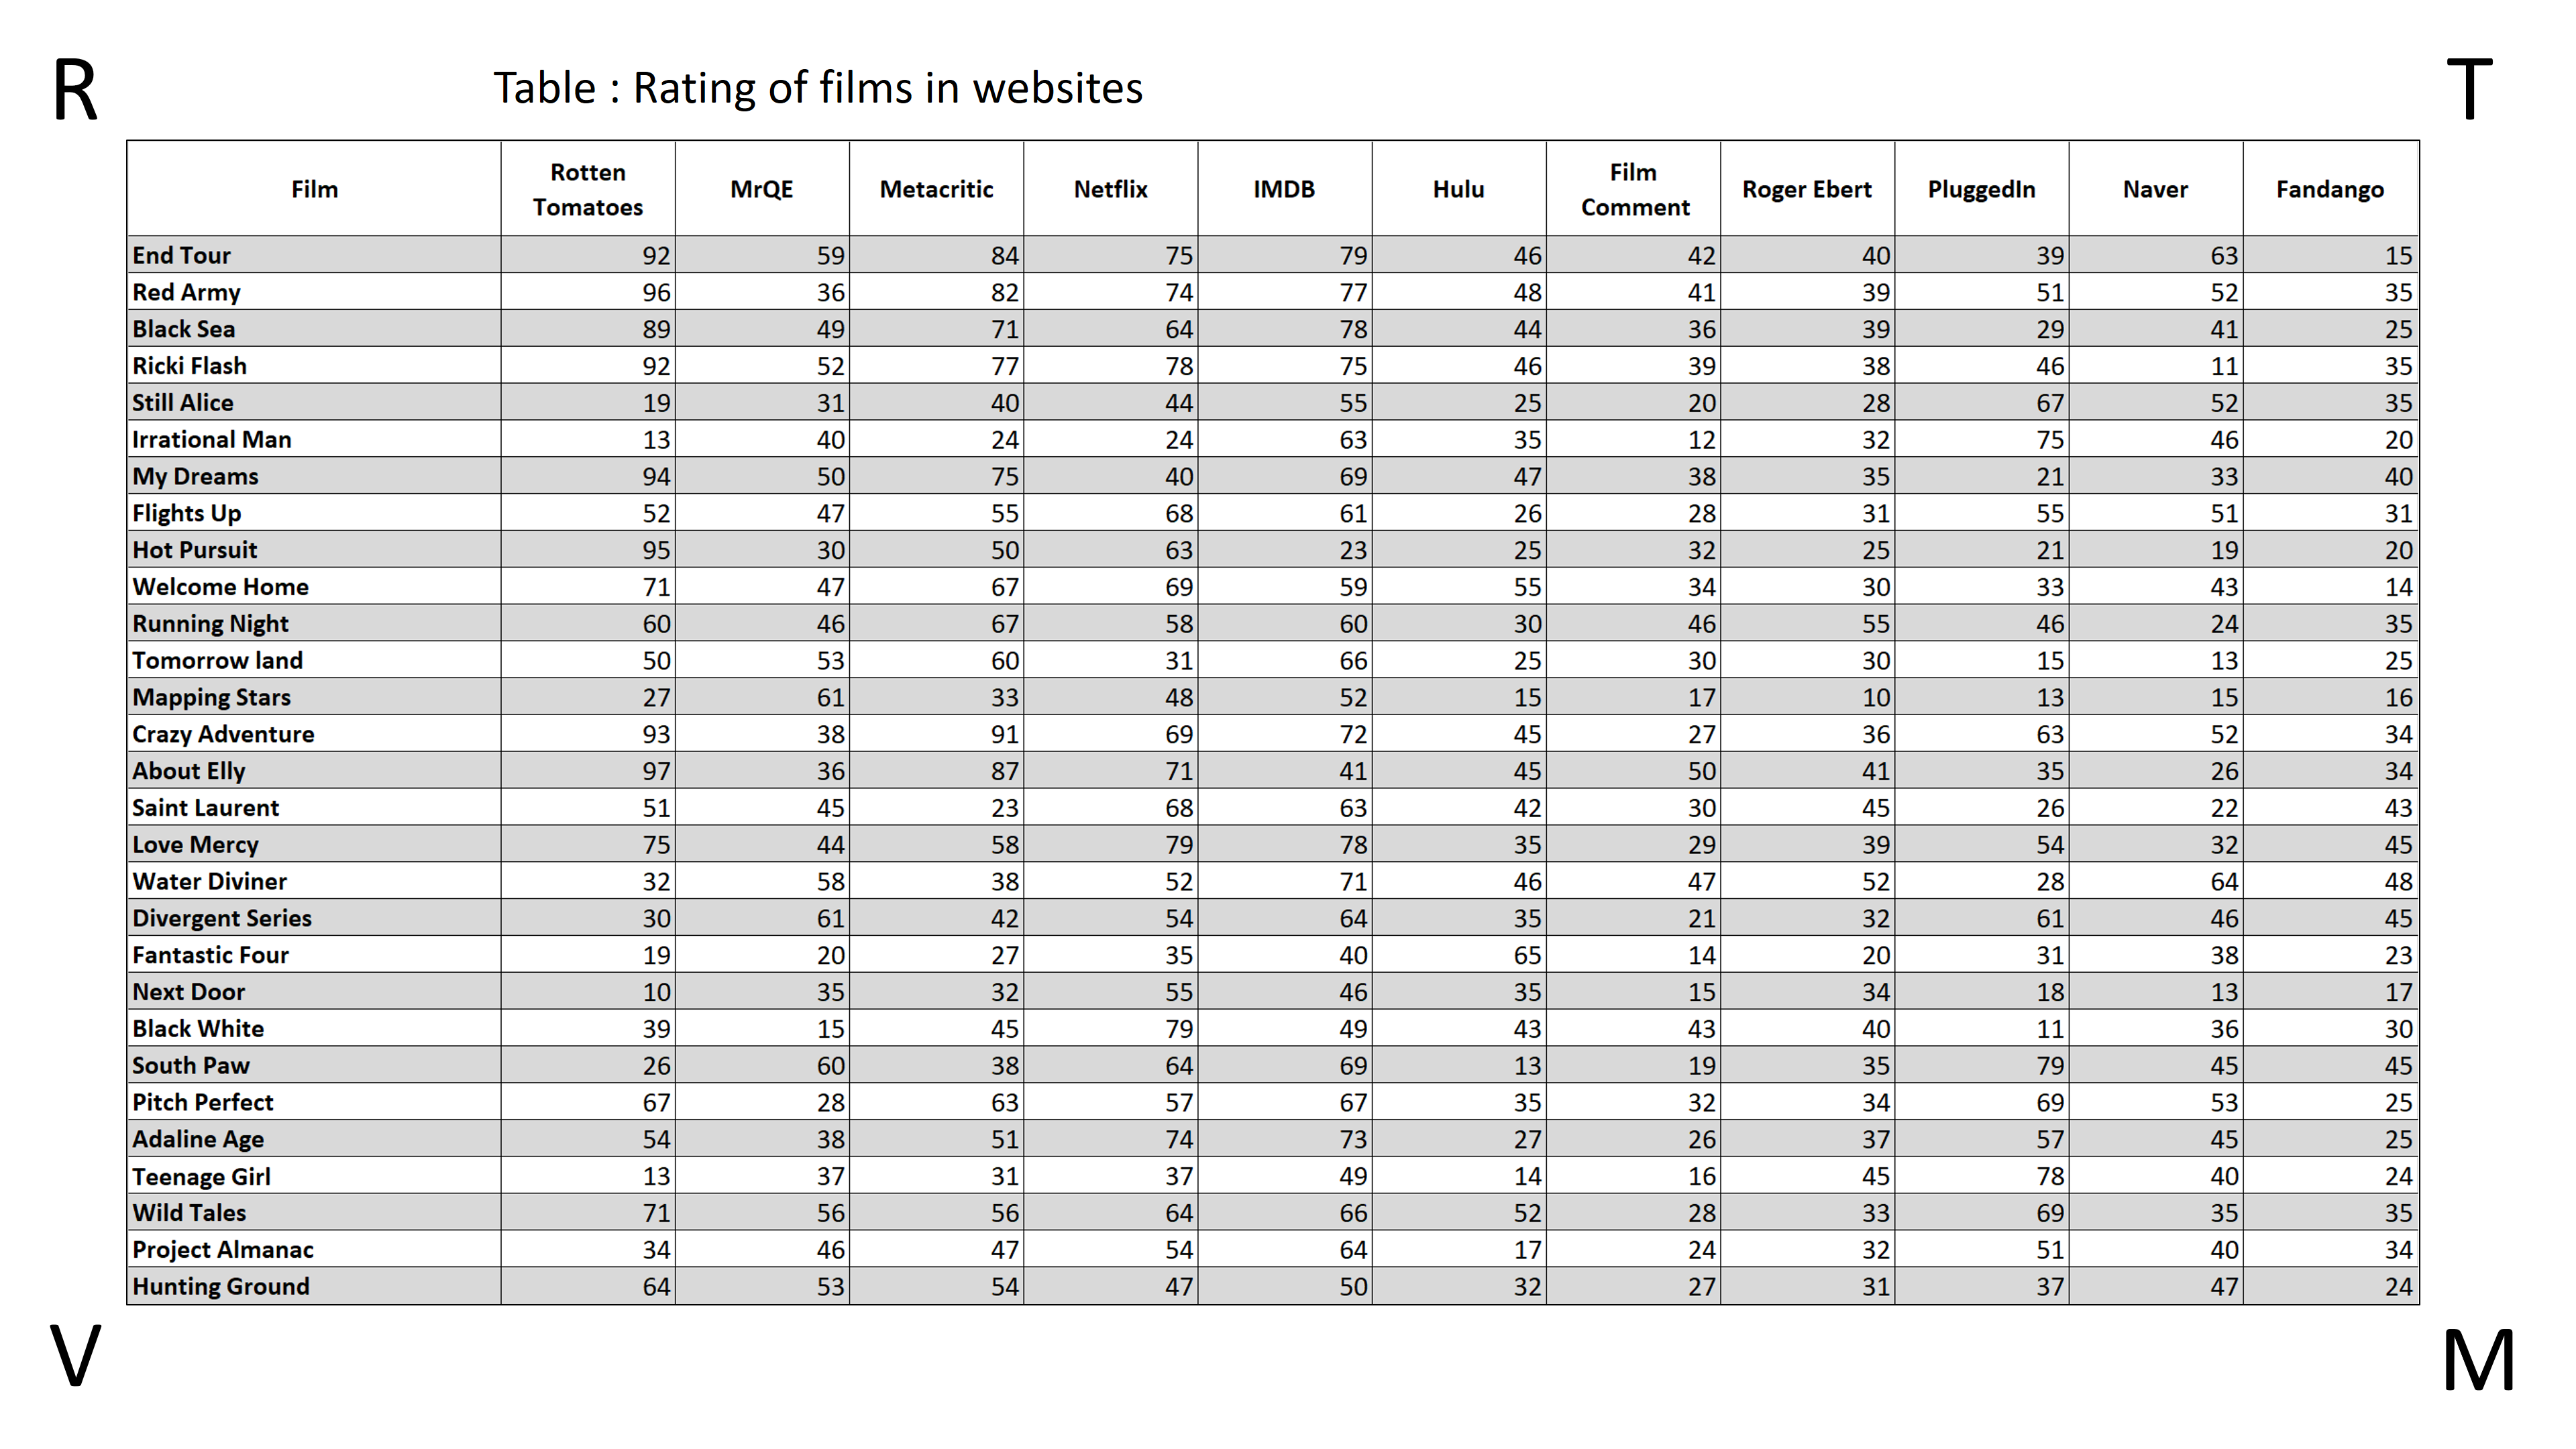 R
T
Table : Rating of films in websites
Film Rotten Tomatoes MrQE Metacritic Netflix IMDB Hulu Film Comment Roger Ebert PluggedIn Naver Fandango
End Tour 92 59 84 75 79 46 42 40 39 63 15
Red Army 96 36 82 74 77 48 41 39 51 52 35
Black Sea 89 49 71 64 78 44 36 39 29 41 25
Ricki Flash 92 52 77 78 75 46 39 38 46 11 35
Still Alice 19 31 40 44 55 25 20 28 67 52 35
Irrational Man 13 40 24 24 63 35 12 32 75 46 20
My Dreams 94 50 75 40 69 47 38 35 21 33 40
Flights Up 52 47 55 68 61 26 28 31 55 51 31
Hot Pursuit 95 30 50 63 23 25 32 25 21 19 20
Welcome Home 71 47 67 69 59 55 34 30 33 43 14
Running Night 60 46 67 58 60 30 46 55 46 24 35
Tomorrow land 50 53 60 31 66 25 30 30 15 13 25
Mapping Stars 27 61 33 48 52 15 17 10 13 15 16
Crazy Adventure 93 38 91 69 72 45 27 36 63 52 34
About Elly 97 36 87 71 41 45 50 41 35 26 34
Saint Laurent 51 45 23 68 63 42 30 45 26 22 43
Love Mercy 75 44 58 79 78 35 29 39 54 32 45
Water Diviner 32 58 38 52 71 46 47 52 28 64 48
Divergent Series 30 61 42 54 64 35 21 32 61 46 45
Fantastic Four 19 20 27 35 40 65 14 20 31 38 23
Next Door 10 35 32 55 46 35 15 34 18 13 17
Black White 39 15 45 79 49 43 43 40 11 36 30
South Paw 26 60 38 64 69 13 19 35 79 45 45
Pitch Perfect 67 28 63 57 67 35 32 34 69 53 25
Adaline Age 54 38 51 74 73 27 26 37 57 45 25
Teenage Girl 13 37 31 37 49 14 16 45 78 40 24
Wild Tales 71 56 56 64 66 52 28 33 69 35 35
Project Almanac 34 46 47 54 64 17 24 32 51 40 34
Hunting Ground 64 53 54 47 50 32 27 31 37 47 24
V
M